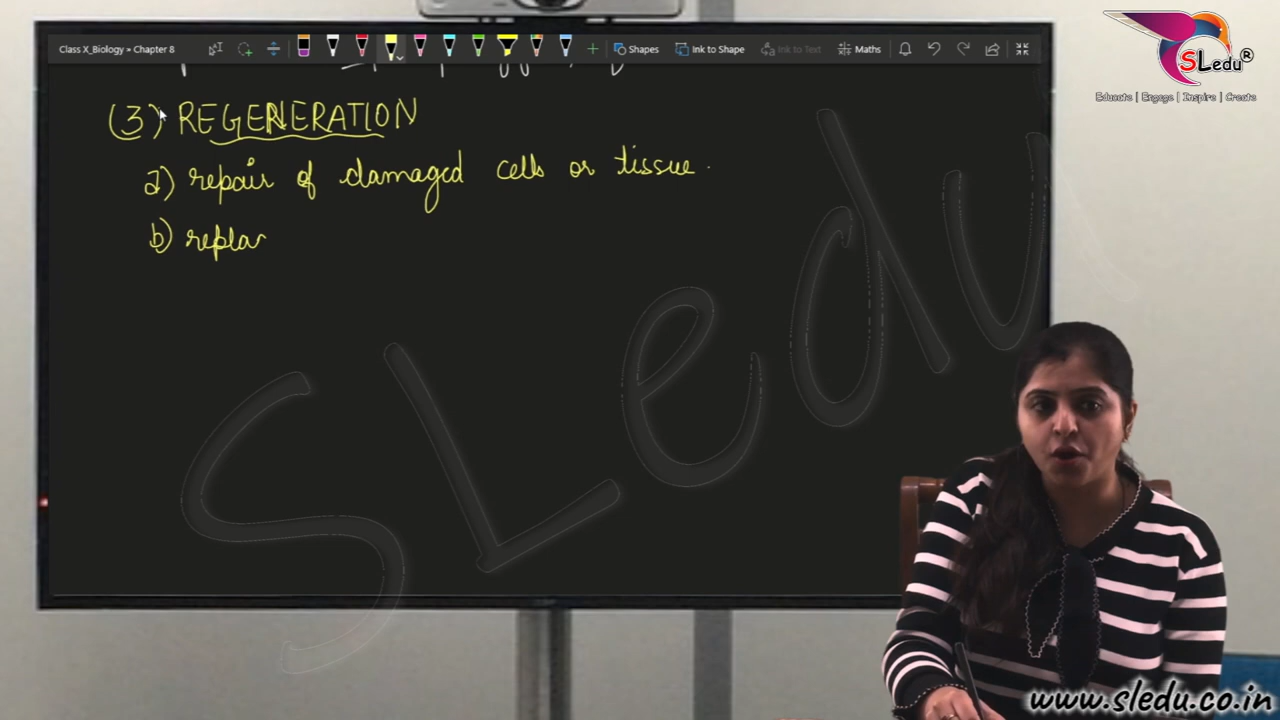 Class X_Biology » Chapter 8
Shapes
Ink to Shape
Ink to Text
Maths
(3) REGENERATION
a) repair of damaged cells or tissue.
b) replac
SLedu®
Educate | Engage | Inspire | Create
SLedu
www.sledu.co.in